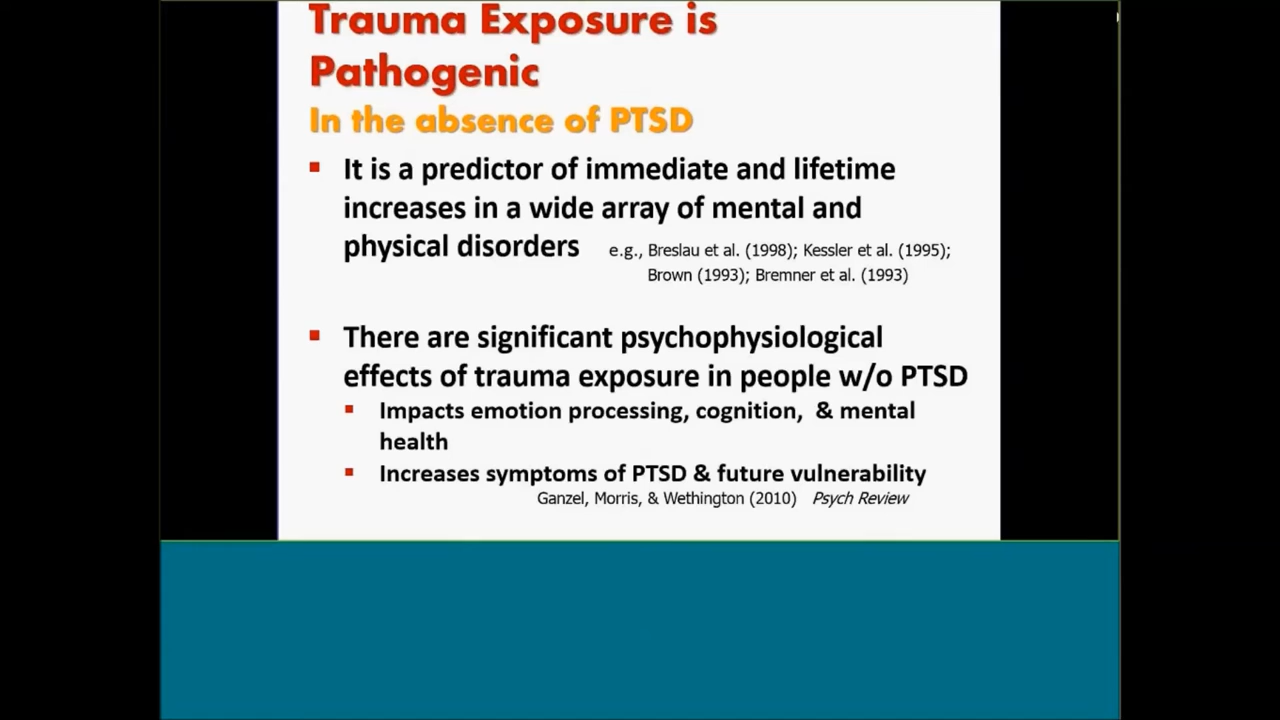 Trauma Exposure is
Pathogenic
In the absence of PTSD
It is a predictor of immediate and lifetime
increases in a wide array of mental and
physical disorders e.g., Breslau et al. (1998); Kessler et al. (1995);
Brown (1993); Bremner et al. (1993)
There are significant psychophysiological
effects of trauma exposure in people w/o PTSD
Impacts emotion processing, cognition, & mental
health
Increases symptoms of PTSD & future vulnerability
Ganzel, Morris, & Wethington (2010) Psych Review